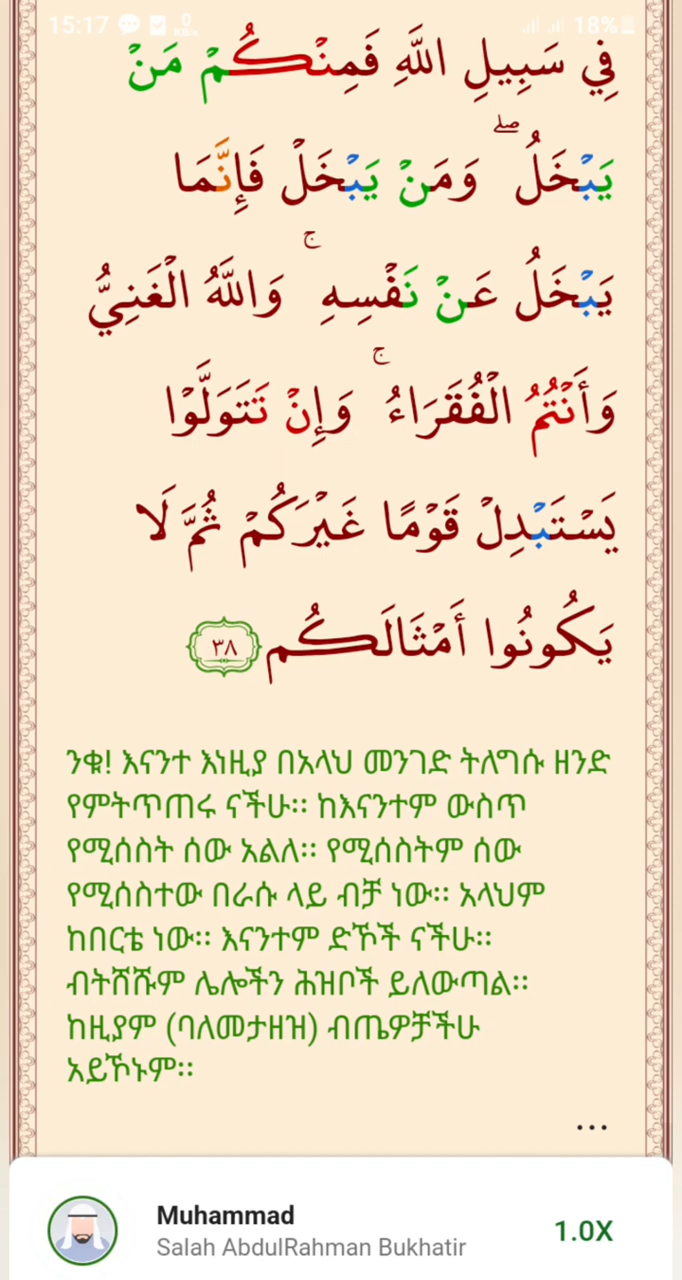 15:17 0 KB/s 18%
فِي سَبِيلِ اللَّهِ فَمِنْكُمْ مَنْ
يَبْخَلُ ۖ وَمَنْ يَبْخَلْ فَإِنَّمَا
يَبْخَلُ عَنْ نَفْسِهِ ۚ وَاللَّهُ الْغَنِيُّ
وَأَنْتُمُ الْفُقَرَاءُ ۚ وَإِنْ تَتَوَلَّوْا
يَسْتَبْدِلْ قَوْمًا غَيْرَكُمْ ثُمَّ لَا
يَكُونُوا أَمْثَالَكُم ٣٨
ንቁ! እናንተ እነዚያ በአላህ መንገድ ትለግሱ ዘንድ
የምትጥጠሩ ናችሁ፡፡ ከእናንተም ውስጥ
የሚሰስት ሰው አልለ፡፡ የሚሰስትም ሰው
የሚሰስተው በራሱ ላይ ብቻ ነው፡፡ አላህም
ከበርቴ ነው፡፡ እናንተም ድኾች ናችሁ፡፡
ብትሸሹም ሌሎችን ሕዝቦች ይለውጣል፡፡
ከዚያም (ባለመታዘዝ) ብጤዎቻችሁ
አይኾኑም፡፡
...
Muhammad
Salah AbdulRahman Bukhatir
1.0X